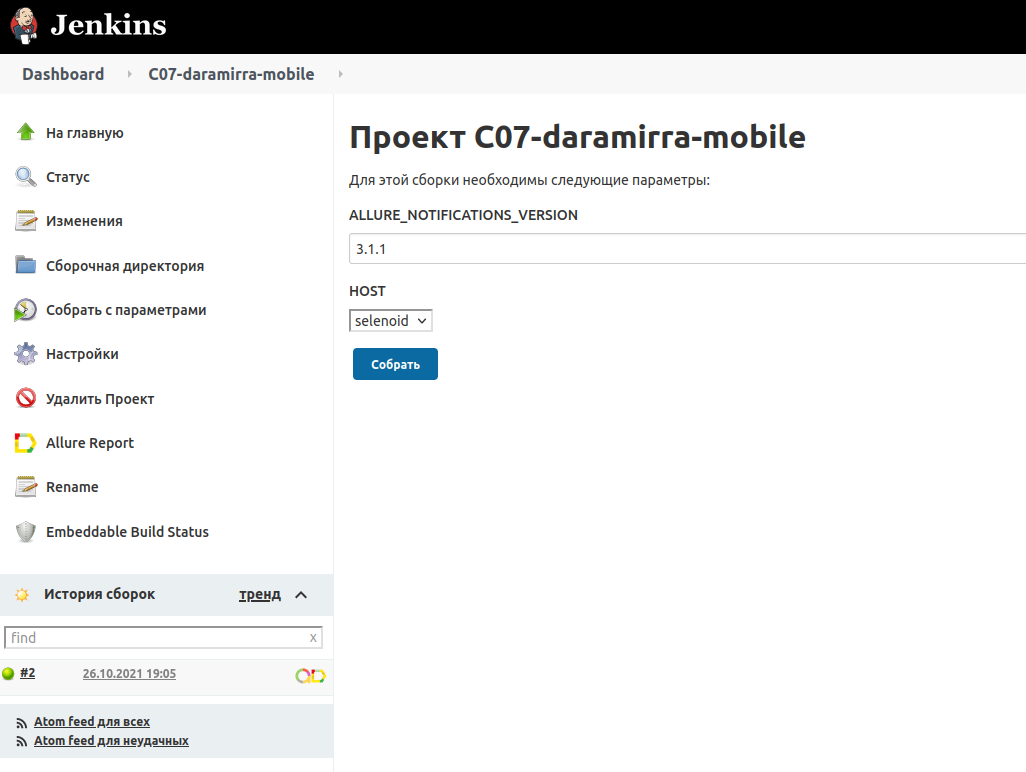 Jenkins
Dashboard C07-daramirra-mobile
На главную
Статус
Изменения
Сборочная директория
Собрать с параметрами
Настройки
Удалить Проект
Allure Report
Rename
Embeddable Build Status
История сборок тренд
find x
#2 26.10.2021 19:05
Atom feed для всех
Atom feed для неудачных
Проект C07-daramirra-mobile
Для этой сборки необходимы следующие параметры:
ALLURE_NOTIFICATIONS_VERSION
3.1.1
HOST
selenoid
Собрать